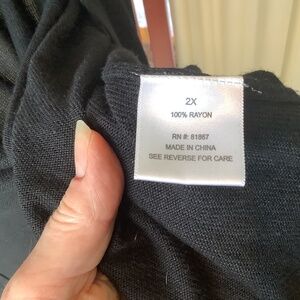 2X
100% RAYON
RN #: 81857
MADE IN CHINA
SEE REVERSE FOR CARE